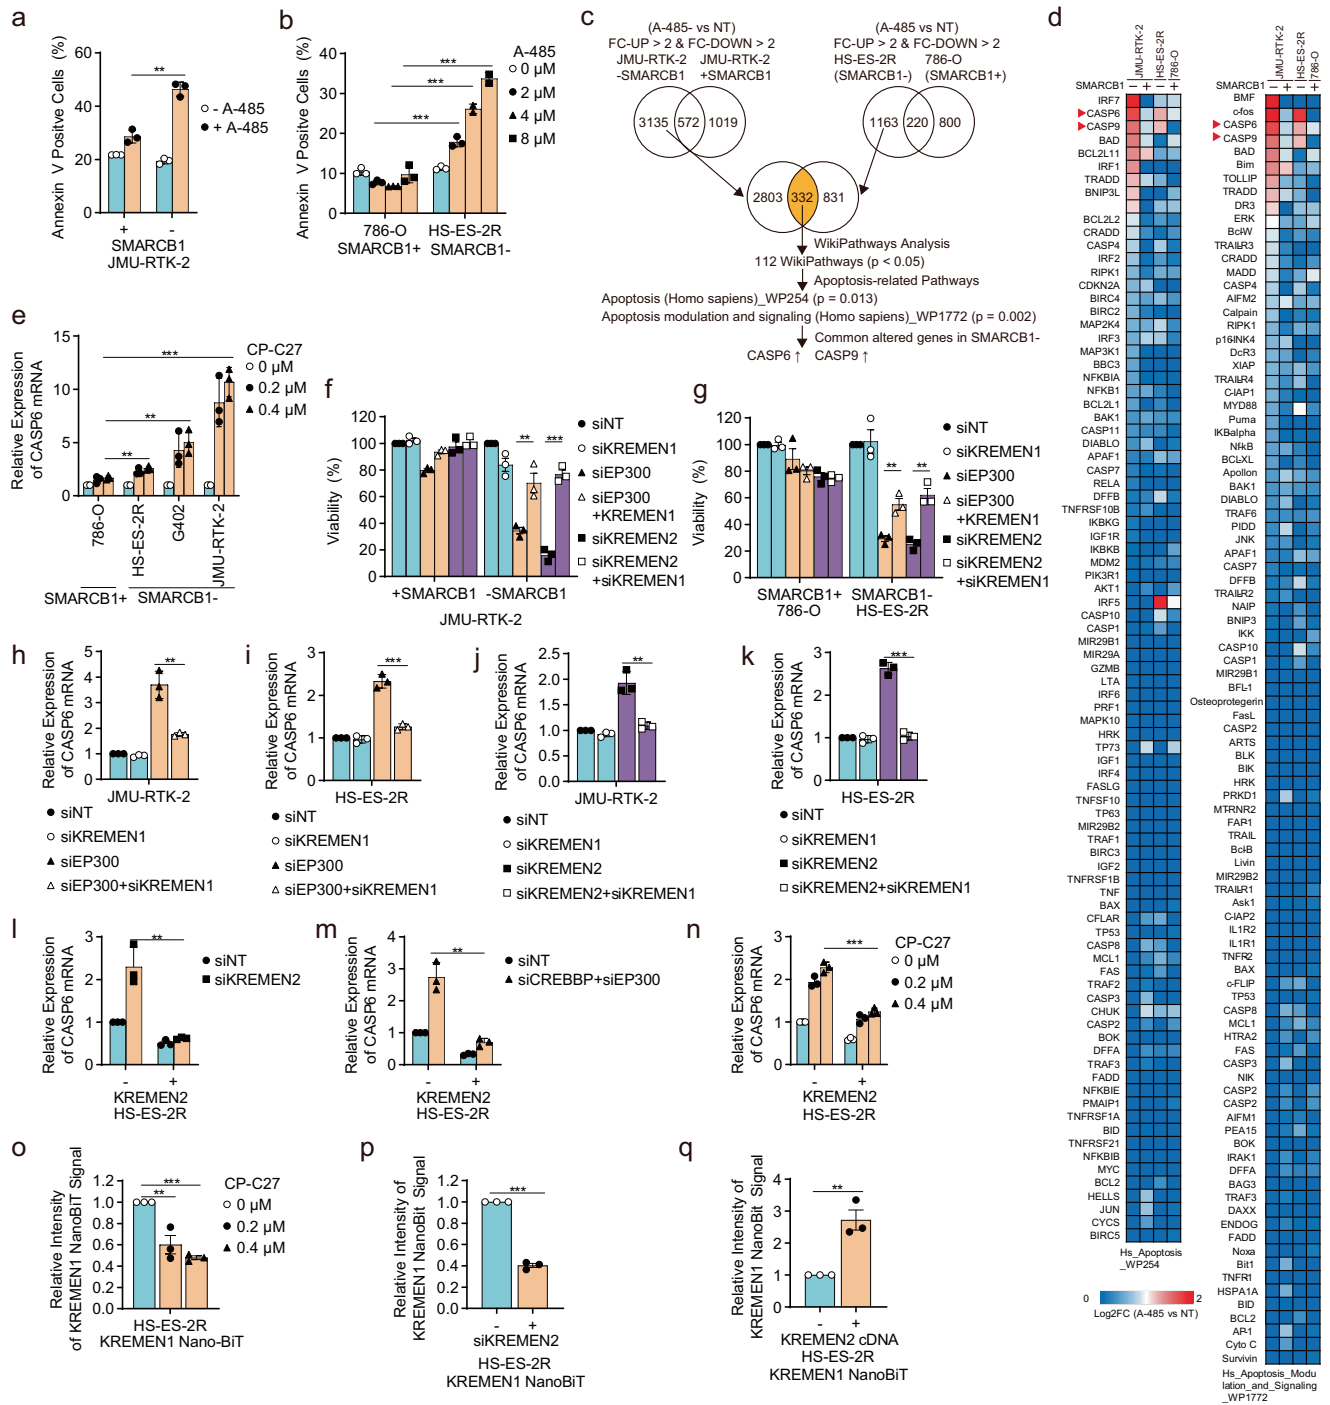 a
Annexin V Positve Cells (%)
60
40
20
0
**
- A-485
+ A-485
+ -
SMARCB1
JMU-RTK-2
b
Annexin V Positve Cells (%)
40
30
20
10
0
***
***
***
A-485
0 µM
2 µM
4 µM
8 µM
786-O HS-ES-2R
SMARCB1+ SMARCB1-
c
(A-485- vs NT)
FC-UP > 2 & FC-DOWN > 2
JMU-RTK-2 JMU-RTK-2
-SMARCB1 +SMARCB1
3135 572 1019
(A-485 vs NT)
FC-UP > 2 & FC-DOWN > 2
HS-ES-2R 786-O
(SMARCB1-) (SMARCB1+)
1163 220 800
2803 332 831
WikiPathways Analysis
112 WikiPathways (p < 0.05)
Apoptosis-related Pathways
Apoptosis (Homo sapiens)_WP254 (p = 0.013)
Apoptosis modulation and signaling (Homo sapiens)_WP1772 (p = 0.002)
Common altered genes in SMARCB1-
CASP6 ↑ CASP9 ↑
d
JMU-RTK-2
HS-ES-2R
786-O
SMARCB1 - + - +
IRF7
CASP6
CASP9
BAD
BCL2L11
IRF1
TRADD
BNIP3L
BCL2L2
CRADD
CASP4
IRF2
RIPK1
CDKN2A
BIRC4
BIRC2
MAP2K4
IRF3
MAP3K1
BBC3
NFKBIA
NFKB1
BCL2L1
BAK1
CASP11
DIABLO
APAF1
CASP7
RELA
DFFB
TNFRSF10B
IKBKG
IGF1R
IKBKB
MDM2
PIK3R1
AKT1
IRF5
CASP10
CASP1
MIR29B1
MIR29A
GZMB
LTA
IRF6
PRF1
MAPK10
HRK
TP73
IGF1
IRF4
FASLG
TNFSF10
TP63
MIR29B2
TRAF1
BIRC3
IGF2
TNFRSF1B
TNF
BAX
CFLAR
TP53
CASP8
MCL1
FAS
TRAF2
CASP3
CHUK
CASP2
BOK
DFFA
TRAF3
FADD
NFKBIE
PMAIP1
TNFRSF1A
BID
TNFRSF21
NFKBIB
MYC
BCL2
HELLS
JUN
CYCS
BIRC5
Hs_Apoptosis
_WP254
0 2
Log2FC (A-485 vs NT)
JMU-RTK-2
HS-ES-2R
786-O
SMARCB1 - + - +
BMF
c-fos
CASP6
CASP9
BAD
Bim
TOLLIP
TRADD
DR3
ERK
Bcl-W
TRAILR3
CRADD
MADD
CASP4
AIFM2
Calpain
RIPK1
p16INK4
DcR3
XIAP
TRAILR4
C-IAP1
MYD88
Puma
IKBalpha
NfkB
BCL-XL
Apollon
BAK1
DIABLO
TRAF6
PIDD
JNK
APAF1
CASP7
DFFB
TRAILR2
NAIP
BNIP3
IKK
CASP10
CASP1
MIR29B1
BFL-1
Osteoprotegerin
FasL
CASP2
ARTS
BLK
BIK
HRK
PRKD1
MT-RNR2
FAP1
TRAIL
Bcl-B
Livin
MIR29B2
TRAILR1
Ask1
C-IAP2
IL1R2
IL1R1
TNFR2
BAX
c-FLIP
TP53
CASP8
MCL1
HTRA2
FAS
CASP3
NIK
CASP2
CASP2
AIFM1
PEA15
BOK
IRAK1
DFFA
BAG3
TRAF3
DAXX
ENDOG
FADD
Noxa
Bit1
TNFR1
HSPA1A
BID
BCL2
AP-1
Cyto C
Survivin
Hs_Apoptosis_Modu
lation_and_Signaling
_WP1772
e
Relative Expression
of CASP6 mRNA
15
10
5
0
***
**
**
CP-C27
0 µM
0.2 µM
0.4 µM
786-O
HS-ES-2R
G402
JMU-RTK-2
SMARCB1+ SMARCB1-
f
Viability (%)
120
100
80
60
40
20
0
** ***
siNT
siKREMEN1
siEP300
siEP300
+KREMEN1
siKREMEN2
siKREMEN2
+siKREMEN1
+SMARCB1 -SMARCB1
JMU-RTK-2
g
Viability (%)
120
100
80
60
40
20
0
** **
siNT
siKREMEN1
siEP300
siEP300
+KREMEN1
siKREMEN2
siKREMEN2
+siKREMEN1
SMARCB1+ SMARCB1-
786-O HS-ES-2R
h
Relative Expression
of CASP6 mRNA
5
4
3
2
1
0
**
JMU-RTK-2
siNT
siKREMEN1
siEP300
siEP300+siKREMEN1
i
Relative Expression
of CASP6 mRNA
3
2
1
0
***
HS-ES-2R
siNT
siKREMEN1
siEP300
siEP300+siKREMEN1
j
Relative Expression
of CASP6 mRNA
2.5
2.0
1.5
1.0
0.5
0.0
**
JMU-RTK-2
siNT
siKREMEN1
siKREMEN2
siKREMEN2+siKREMEN1
k
Relative Expression
of CASP6 mRNA
3
2
1
0
***
HS-ES-2R
siNT
siKREMEN1
siKREMEN2
siKREMEN2+siKREMEN1
l
Relative Expression
of CASP6 mRNA
3
2
1
0
**
siNT
siKREMEN2
- +
KREMEN2
HS-ES-2R
m
Relative Expression
of CASP6 mRNA
4
3
2
1
0
**
siNT
siCREBBP+siEP300
- +
KREMEN2
HS-ES-2R
n
Relative Expression
of CASP6 mRNA
3
2
1
0
***
CP-C27
0 µM
0.2 µM
0.4 µM
- +
KREMEN2
HS-ES-2R
o
Relative Intensity
of KREMEN1 NanoBiT Signal
1.2
1.0
0.8
0.6
0.4
0.2
0.0
***
**
CP-C27
0 µM
0.2 µM
0.4 µM
HS-ES-2R
KREMEN1 Nano-BiT
p
Relative Intensity of
KREMEN1 NanoBit Signal
1.2
1.0
0.8
0.6
0.4
0.2
0.0
***
- +
siKREMEN2
HS-ES-2R
KREMEN1 NanoBiT
q
Relative Intensity of
KREMEN1 NanoBit Signal
4
3
2
1
0
**
- +
KREMEN2 cDNA
HS-ES-2R
KREMEN1 NanoBiT